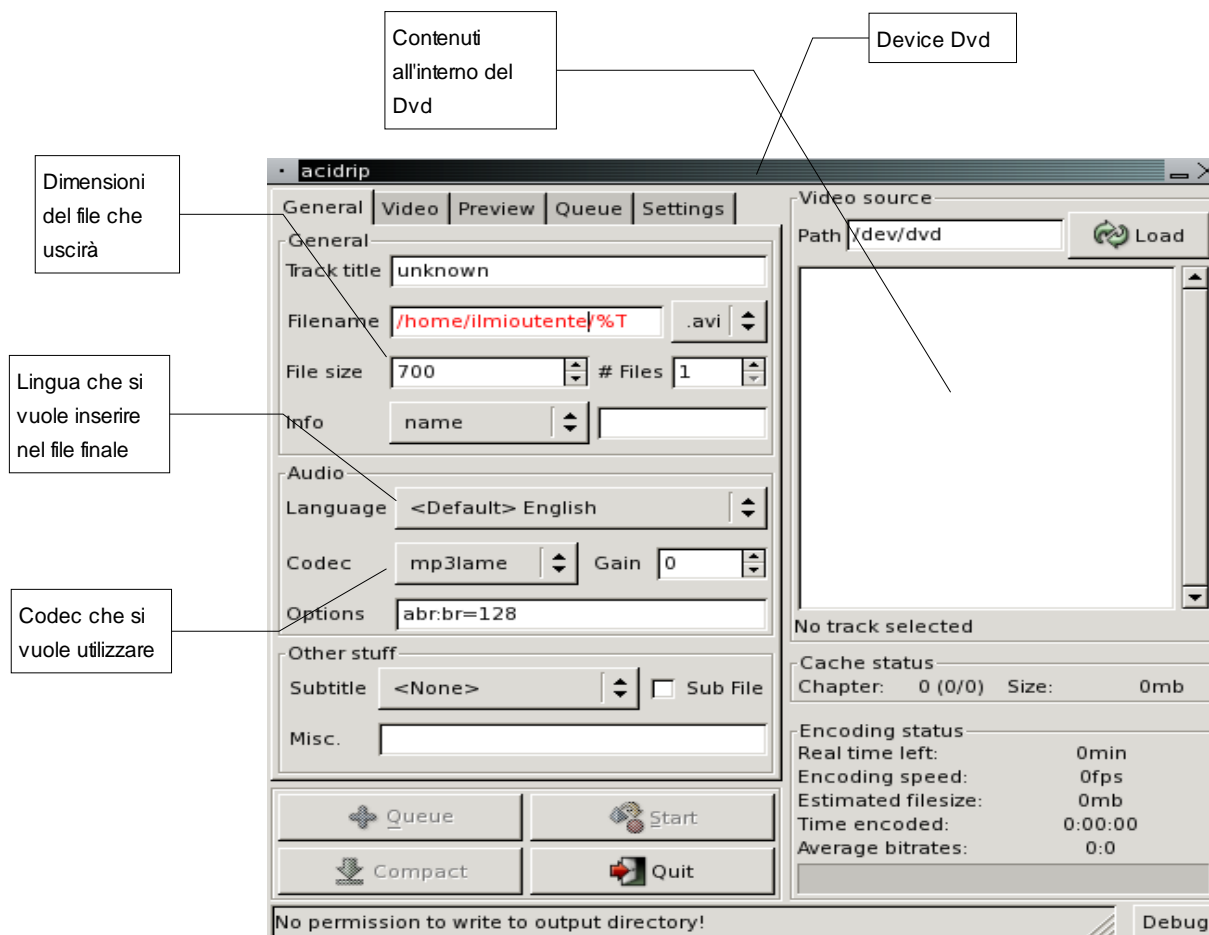 Contenuti
all'interno del
Dvd
Device Dvd
Dimensioni
del file che
uscirà
Lingua che si
vuole inserire
nel file finale
Codec che si
vuole utilizzare
acidrip
General Video Preview Queue Settings
General
Track title unknown
Filename /home/ilmioutente/%T .avi
File size 700 # Files 1
Info name
Audio
Language <Default> English
Codec mp3lame Gain 0
Options abr:br=128
Other stuff
Subtitle <None> Sub File
Misc.
Queue Start
Compact Quit
Video source
Path /dev/dvd Load
No track selected
Cache status
Chapter: 0 (0/0) Size: 0mb
Encoding status
Real time left: 0min
Encoding speed: 0fps
Estimated filesize: 0mb
Time encoded: 0:00:00
Average bitrates: 0:0
No permission to write to output directory! Debug